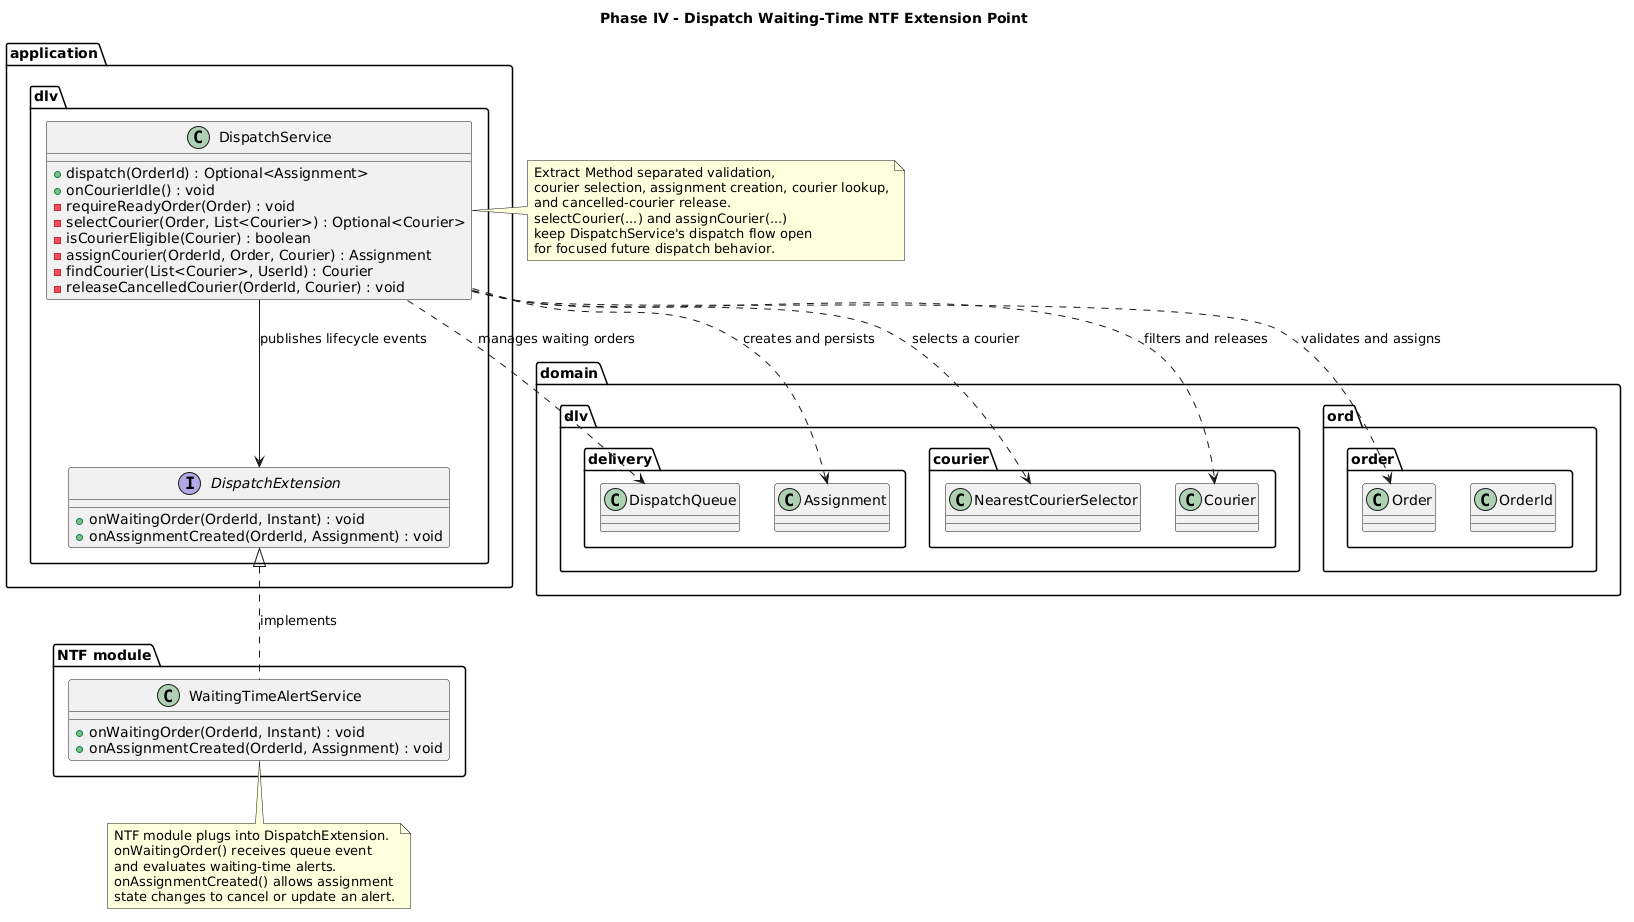 Phase IV - Dispatch Waiting-Time NTF Extension Point
application
dlv
C DispatchService
dispatch(OrderId) : Optional<Assignment>
onCourierIdle() : void
requireReadyOrder(Order) : void
selectCourier(Order, List<Courier>) : Optional<Courier>
isCourierEligible(Courier) : boolean
assignCourier(OrderId, Order, Courier) : Assignment
findCourier(List<Courier>, UserId) : Courier
releaseCancelledCourier(OrderId, Courier) : void
Extract Method separated validation,
courier selection, assignment creation, courier lookup,
and cancelled-courier release.
selectCourier(...) and assignCourier(...)
keep DispatchService's dispatch flow open
for focused future dispatch behavior.
publishes lifecycle events
manages waiting orders
creates and persists
selects a courier
filters and releases
validates and assigns
domain
dlv
ord
delivery
courier
order
C DispatchQueue
C Assignment
C NearestCourierSelector
C Courier
C Order
C OrderId
I DispatchExtension
onWaitingOrder(OrderId, Instant) : void
onAssignmentCreated(OrderId, Assignment) : void
implements
NTF module
C WaitingTimeAlertService
onWaitingOrder(OrderId, Instant) : void
onAssignmentCreated(OrderId, Assignment) : void
NTF module plugs into DispatchExtension.
onWaitingOrder() receives queue event
and evaluates waiting-time alerts.
onAssignmentCreated() allows assignment
state changes to cancel or update an alert.